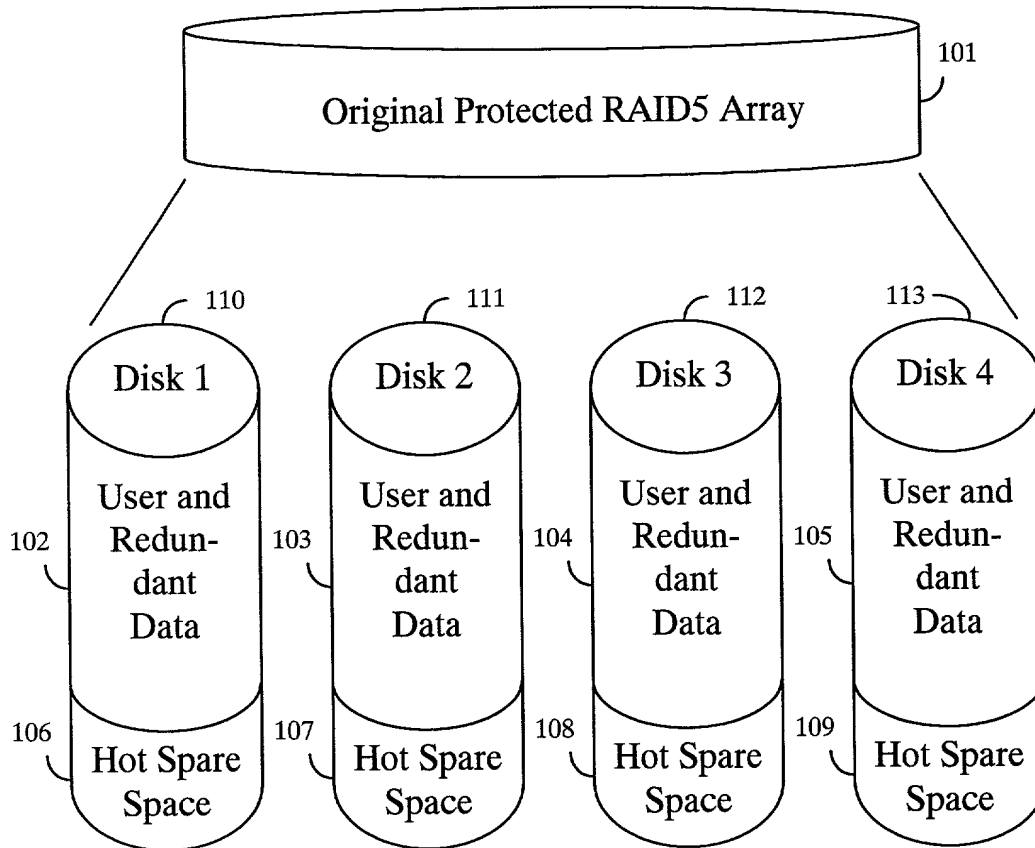 101
Original Protected RAID5 Array
110
111
112
113
Disk 1
Disk 2
Disk 3
Disk 4
102
User and
Redun-
dant
Data
103
User and
Redun-
dant
Data
104
User and
Redun-
dant
Data
105
User and
Redun-
dant
Data
106
Hot Spare
Space
107
Hot Spare
Space
108
Hot Spare
Space
109
Hot Spare
Space